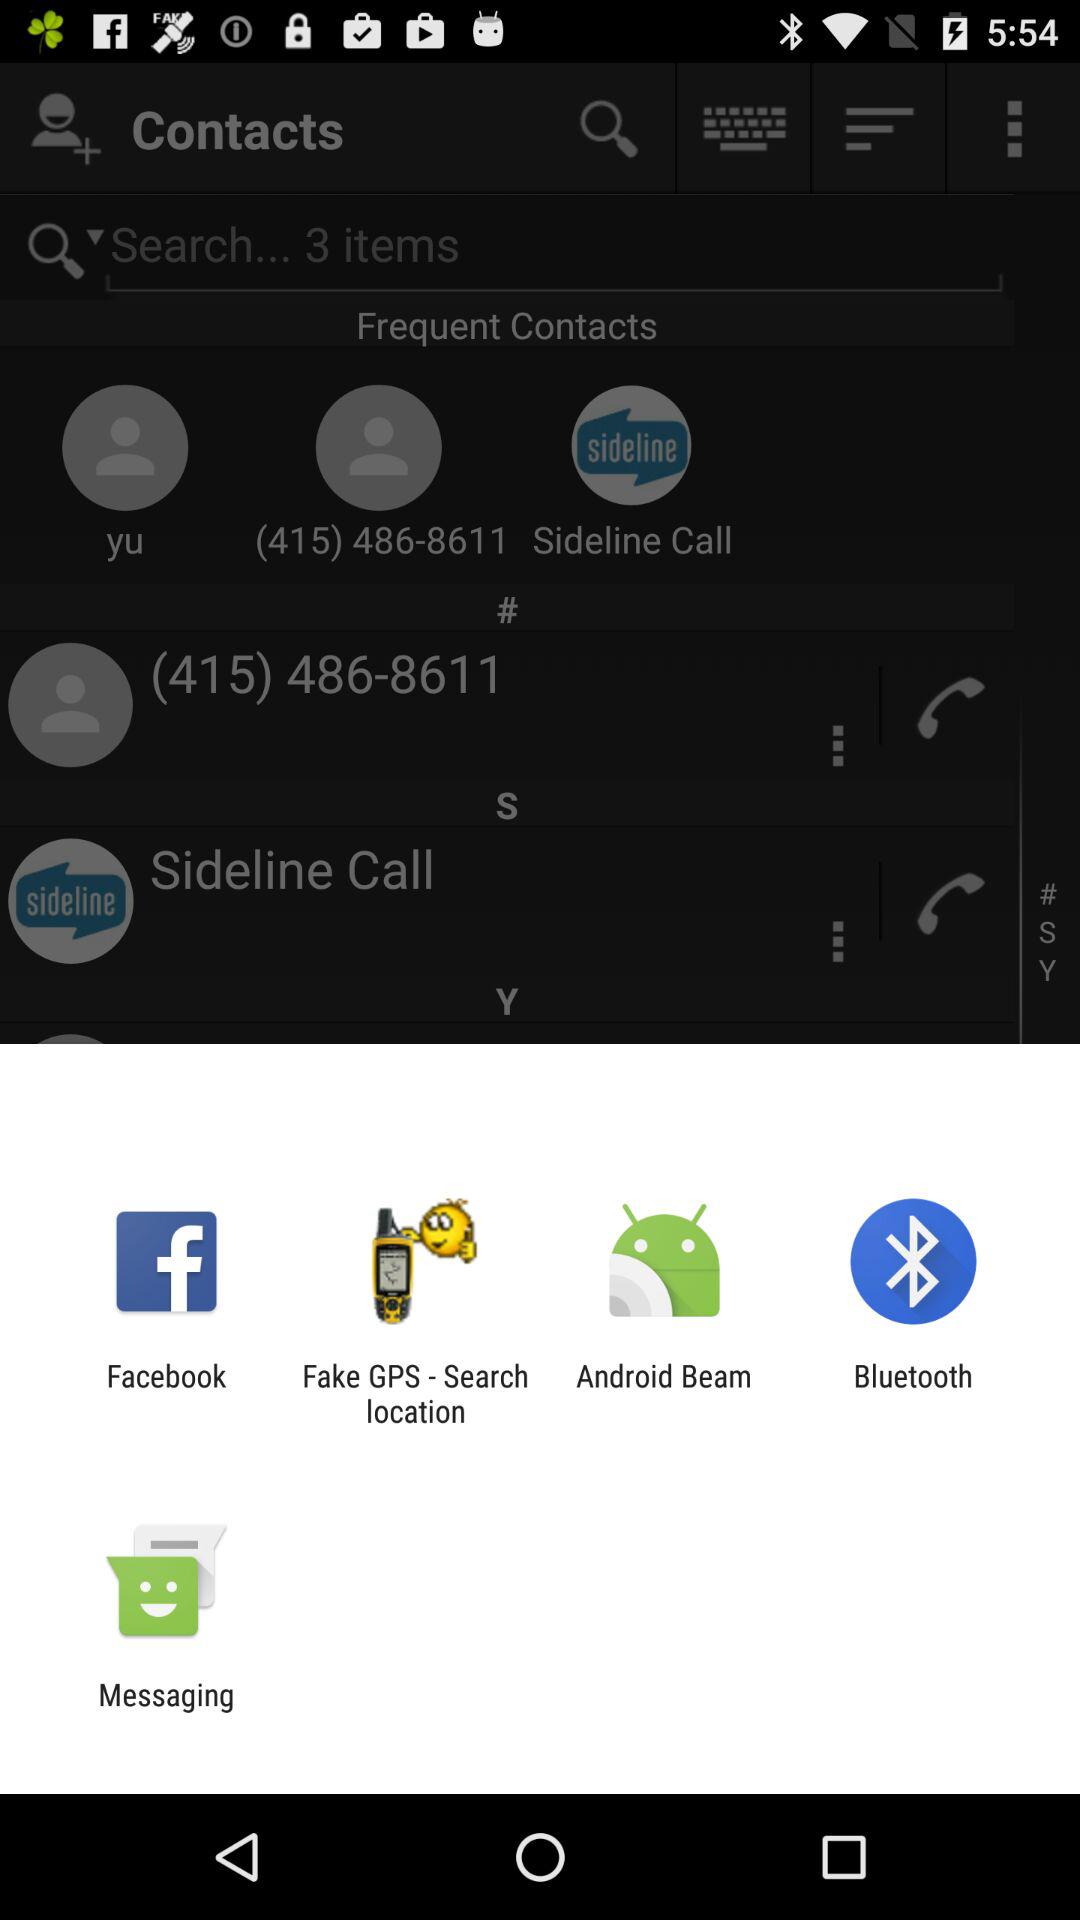 FAKE
5:54
Contacts
Search... 3 items
Frequent Contacts
sideline
yu
(415) 486-8611
Sideline Call
#
(415) 486-8611
S
sideline
Sideline Call
#
S
Y
Y
Facebook
Fake GPS - Search
location
Android Beam
Bluetooth
Messaging